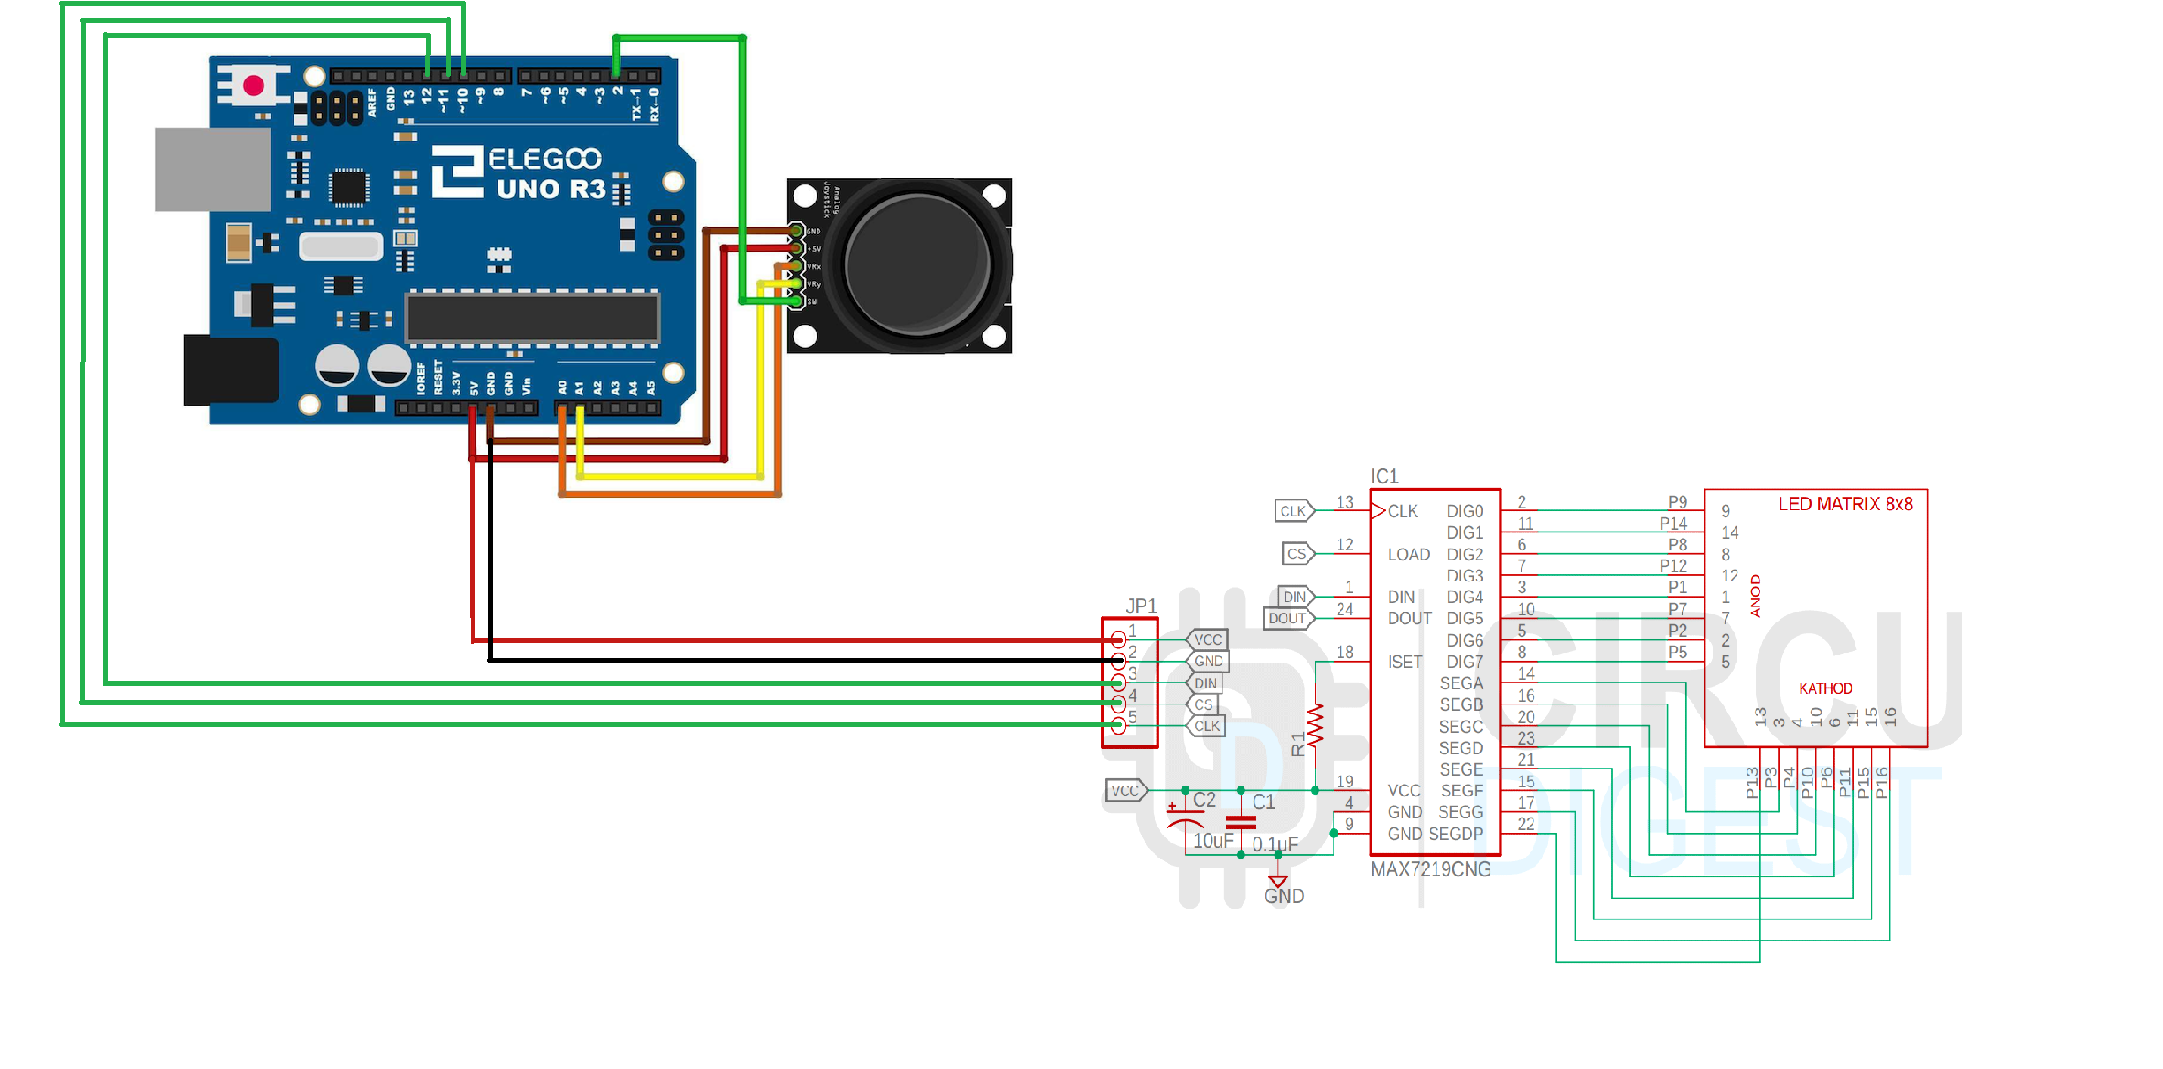 AREF
GND
13
12
~11
~10
~9
8
7
~6
~5
4
~3
2
TX→1
RX←0
ELEGOO
UNO R3
IOREF
RESET
3.3V
5V
GND
GND
Vin
A0
A1
A2
A3
A4
A5
Analog
Joystick
GND
+5V
VRx
VRy
SW
JP1
1 VCC
2 GND
3 DIN
4 CS
5 CLK
IC1
CLK 13 CLK
CS 12 LOAD
DIN 1 DIN
DOUT 24 DOUT
18 ISET
R1
VCC 19 VCC
4 GND
9 GND
+ C2
10uF
C1
0.1uF
GND
DIG0 2
DIG1 11
DIG2 6
DIG3 7
DIG4 3
DIG5 10
DIG6 5
DIG7 8
SEGA 14
SEGB 16
SEGC 20
SEGD 23
SEGE 21
SEGF 15
SEGG 17
SEGDP 22
MAX7219CNG
LED MATRIX 8x8
P9 9
P14 14
P8 8
P12 12
P1 1
P7 7
P2 2
P5 5
ANOD
KATHOD
13 3 4 10 6 11 15 16
P13 P3 P4 P10 P6 P11 P15 P16
CIRCU
D DIGEST